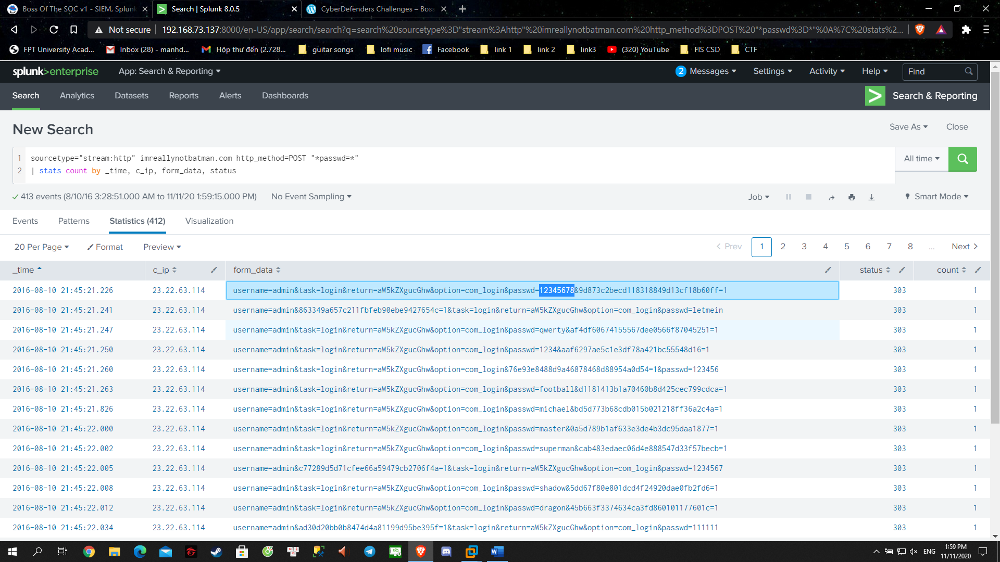 Boss Of The SOC v1 - SIEM, Splunk
Search | Splunk 8.0.5
CyberDefenders Challenges – Boss
Not secure
192.168.73.137:8000/en-US/app/search/search?q=search%20sourcetype%3D"stream%3Ahttp"%20imreallynotbatman.com%20http_method%3DPOST%20"*passwd%3D*"%0A%7C%20stats%2...
FPT University Acad...
Inbox (28) - manhd...
Hộp thư đến (2.728...
guitar songs
lofi music
Facebook
link 1
link 2
link3
(320) YouTube
FIS CSD
CTF
splunk>enterprise
App: Search & Reporting
2 Messages
Settings
Activity
Help
Find
Search
Analytics
Datasets
Reports
Alerts
Dashboards
Search & Reporting
New Search
Save As
Close
1 sourcetype="stream:http" imreallynotbatman.com http_method=POST "*passwd=*"
2 | stats count by _time, c_ip, form_data, status
All time
413 events (8/10/16 3:28:51.000 AM to 11/11/20 1:59:15.000 PM)
No Event Sampling
Job
Smart Mode
Events
Patterns
Statistics (412)
Visualization
20 Per Page
Format
Preview
Prev 1 2 3 4 5 6 7 8 ... Next
_time c_ip form_data status count
2016-08-10 21:45:21.226 23.22.63.114 username=admin&task=login&return=aW5kZXgucGhw&option=com_login&passwd=12345678&9d873c2becd118318849d13cf18b60ff=1 303 1
2016-08-10 21:45:21.241 23.22.63.114 username=admin&863349a657c211fbfeb90ebe9427654c=1&task=login&return=aW5kZXgucGhw&option=com_login&passwd=letmein 303 1
2016-08-10 21:45:21.247 23.22.63.114 username=admin&task=login&return=aW5kZXgucGhw&option=com_login&passwd=qwerty&af4df60674155567dee0566f87045251=1 303 1
2016-08-10 21:45:21.250 23.22.63.114 username=admin&task=login&return=aW5kZXgucGhw&option=com_login&passwd=1234&aaf6297ae5c1e3df78a421bc55548d16=1 303 1
2016-08-10 21:45:21.260 23.22.63.114 username=admin&task=login&return=aW5kZXgucGhw&option=com_login&76e93e8488d9a46878468d88954a0d54=1&passwd=123456 303 1
2016-08-10 21:45:21.263 23.22.63.114 username=admin&task=login&return=aW5kZXgucGhw&option=com_login&passwd=football&d1181413b1a70460b8d425cec799cdca=1 303 1
2016-08-10 21:45:21.826 23.22.63.114 username=admin&task=login&return=aW5kZXgucGhw&option=com_login&passwd=michael&bd5d773b68cdb015b021218ff36a2c4a=1 303 1
2016-08-10 21:45:22.000 23.22.63.114 username=admin&task=login&return=aW5kZXgucGhw&option=com_login&passwd=master&0a5d789b1af633e3de4b3dc95daa1877=1 303 1
2016-08-10 21:45:22.002 23.22.63.114 username=admin&task=login&return=aW5kZXgucGhw&option=com_login&passwd=superman&cab483edaec06d4e888547d33f57becb=1 303 1
2016-08-10 21:45:22.005 23.22.63.114 username=admin&c77289d5d71cfee66a59479cb2706f4a=1&task=login&return=aW5kZXgucGhw&option=com_login&passwd=1234567 303 1
2016-08-10 21:45:22.008 23.22.63.114 username=admin&task=login&return=aW5kZXgucGhw&option=com_login&passwd=shadow&5dd67f80e801dcd4f24920dae0fb2fd6=1 303 1
2016-08-10 21:45:22.012 23.22.63.114 username=admin&task=login&return=aW5kZXgucGhw&option=com_login&passwd=dragon&45b663f3374634ca3fd860101177601c=1 303 1
2016-08-10 21:45:22.034 23.22.63.114 username=admin&ad30d20bb0b8474d4a81199d95be395f=1&task=login&return=aW5kZXgucGhw&option=com_login&passwd=111111 303 1
ENG
1:59 PM
11/11/2020